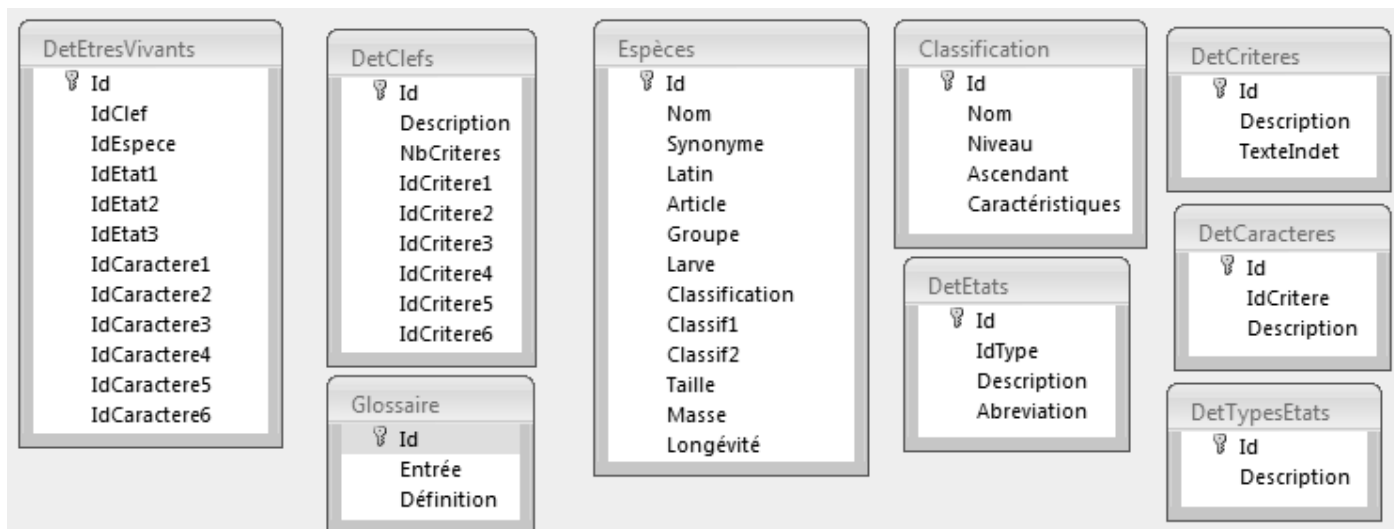 DetEtresVivants
Id
IdClef
IdEspece
IdEtat1
IdEtat2
IdEtat3
IdCaractere1
IdCaractere2
IdCaractere3
IdCaractere4
IdCaractere5
IdCaractere6
DetClefs
Id
Description
NbCriteres
IdCritere1
IdCritere2
IdCritere3
IdCritere4
IdCritere5
IdCritere6
Glossaire
Id
Entrée
Définition
Espèces
Id
Nom
Synonyme
Latin
Article
Groupe
Larve
Classification
Classif1
Classif2
Taille
Masse
Longévité
Classification
Id
Nom
Niveau
Ascendant
Caractéristiques
DetEtats
Id
IdType
Description
Abreviation
DetCriteres
Id
Description
TexteIndet
DetCaracteres
Id
IdCritere
Description
DetTypesEtats
Id
Description